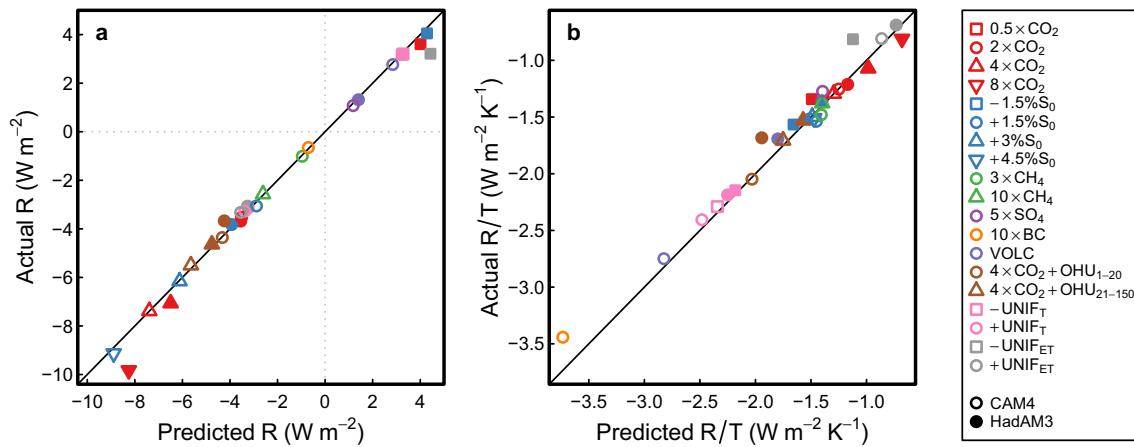 a
4
2
0
−2
−4
−6
−8
−10
Actual R (W m⁻²)
−10 −8 −6 −4 −2 0 2 4
Predicted R (W m⁻²)
b
−1.0
−1.5
−2.0
−2.5
−3.0
−3.5
Actual R/T (W m⁻² K⁻¹)
−3.5 −3.0 −2.5 −2.0 −1.5 −1.0
Predicted R/T (W m⁻² K⁻¹)
0.5×CO₂
2×CO₂
4×CO₂
8×CO₂
−1.5%S₀
+1.5%S₀
+3%S₀
+4.5%S₀
3×CH₄
10×CH₄
5×SO₄
10×BC
VOLC
4×CO₂+OHU₁₋₂₀
4×CO₂+OHU₂₁₋₁₅₀
−UNIF_T
+UNIF_T
−UNIF_ET
+UNIF_ET
CAM4
HadAM3